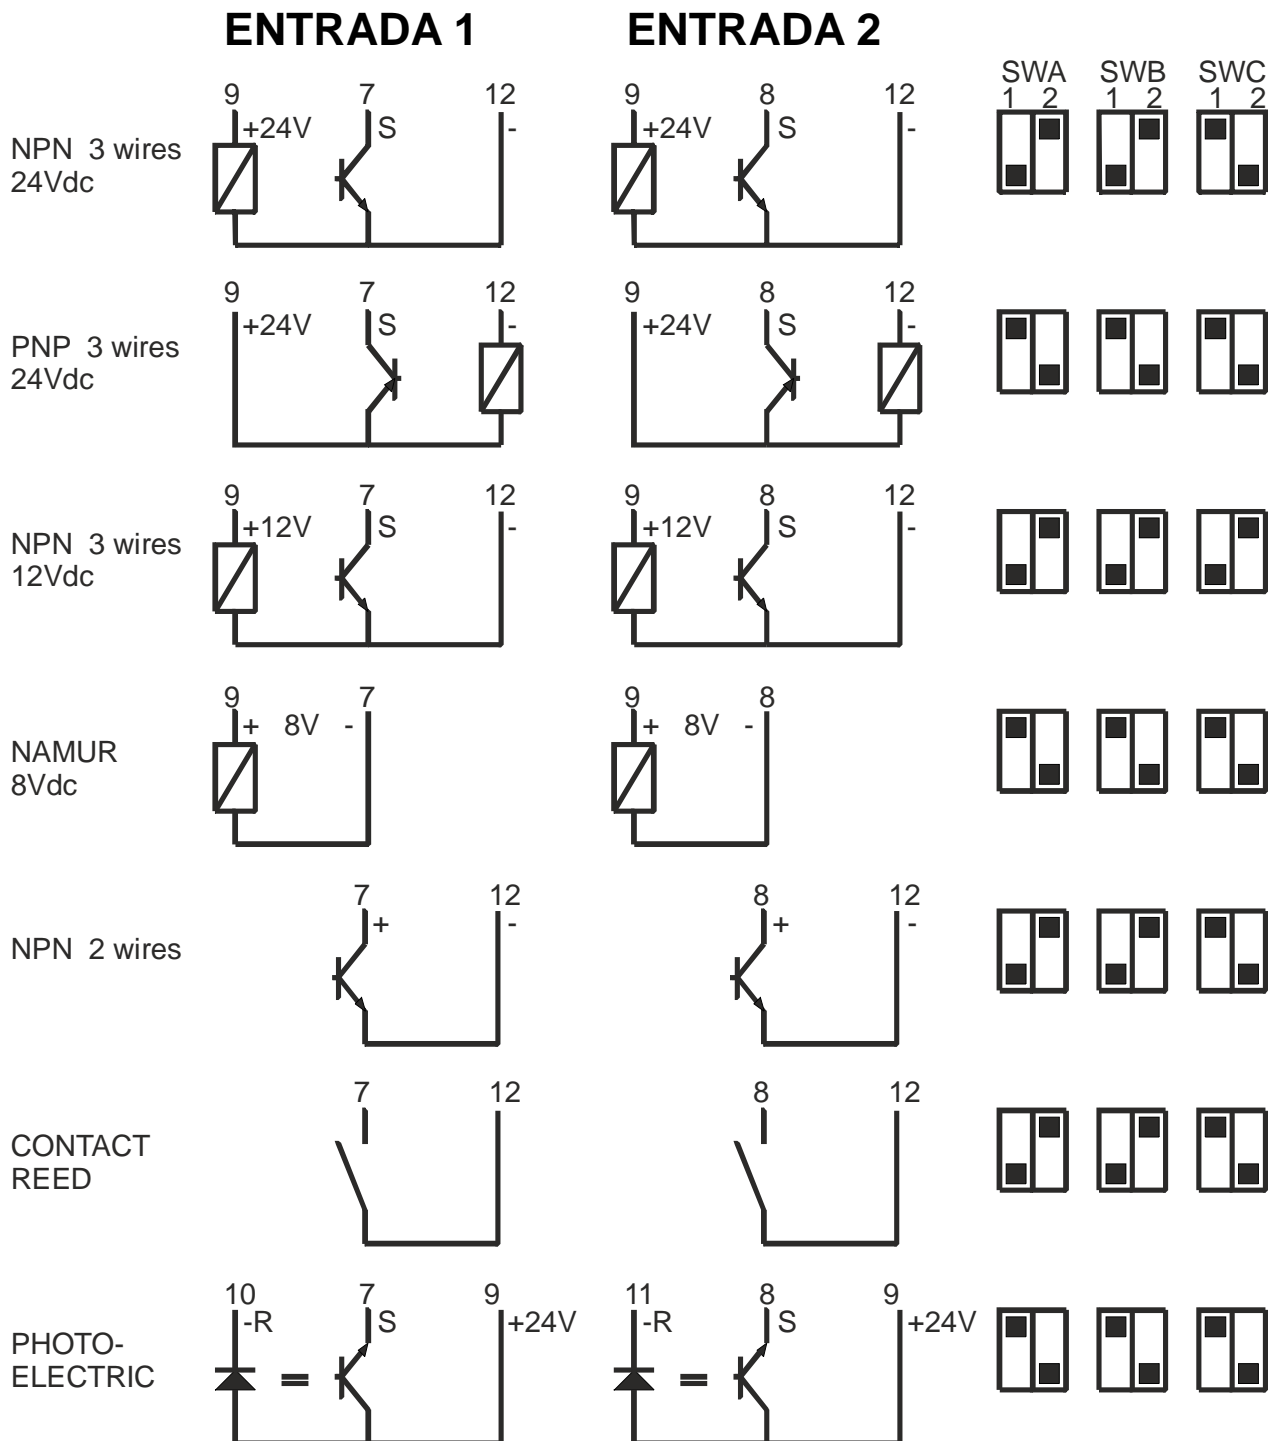 ENTRADA 1 ENTRADA 2
SWA SWB SWC
1 2 1 2 1 2
9 7 12 9 8 12
+24V S - +24V S -
NPN 3 wires
24Vdc
9 7 12 9 8 12
+24V S - +24V S -
PNP 3 wires
24Vdc
9 7 12 9 8 12
+12V S - +12V S -
NPN 3 wires
12Vdc
9 7 9 8
+ 8V - + 8V -
NAMUR
8Vdc
7 12 8 12
+ - + -
NPN 2 wires
7 12 8 12
CONTACT
REED
10 7 9 11 8 9
-R S +24V -R S +24V
PHOTO-
ELECTRIC